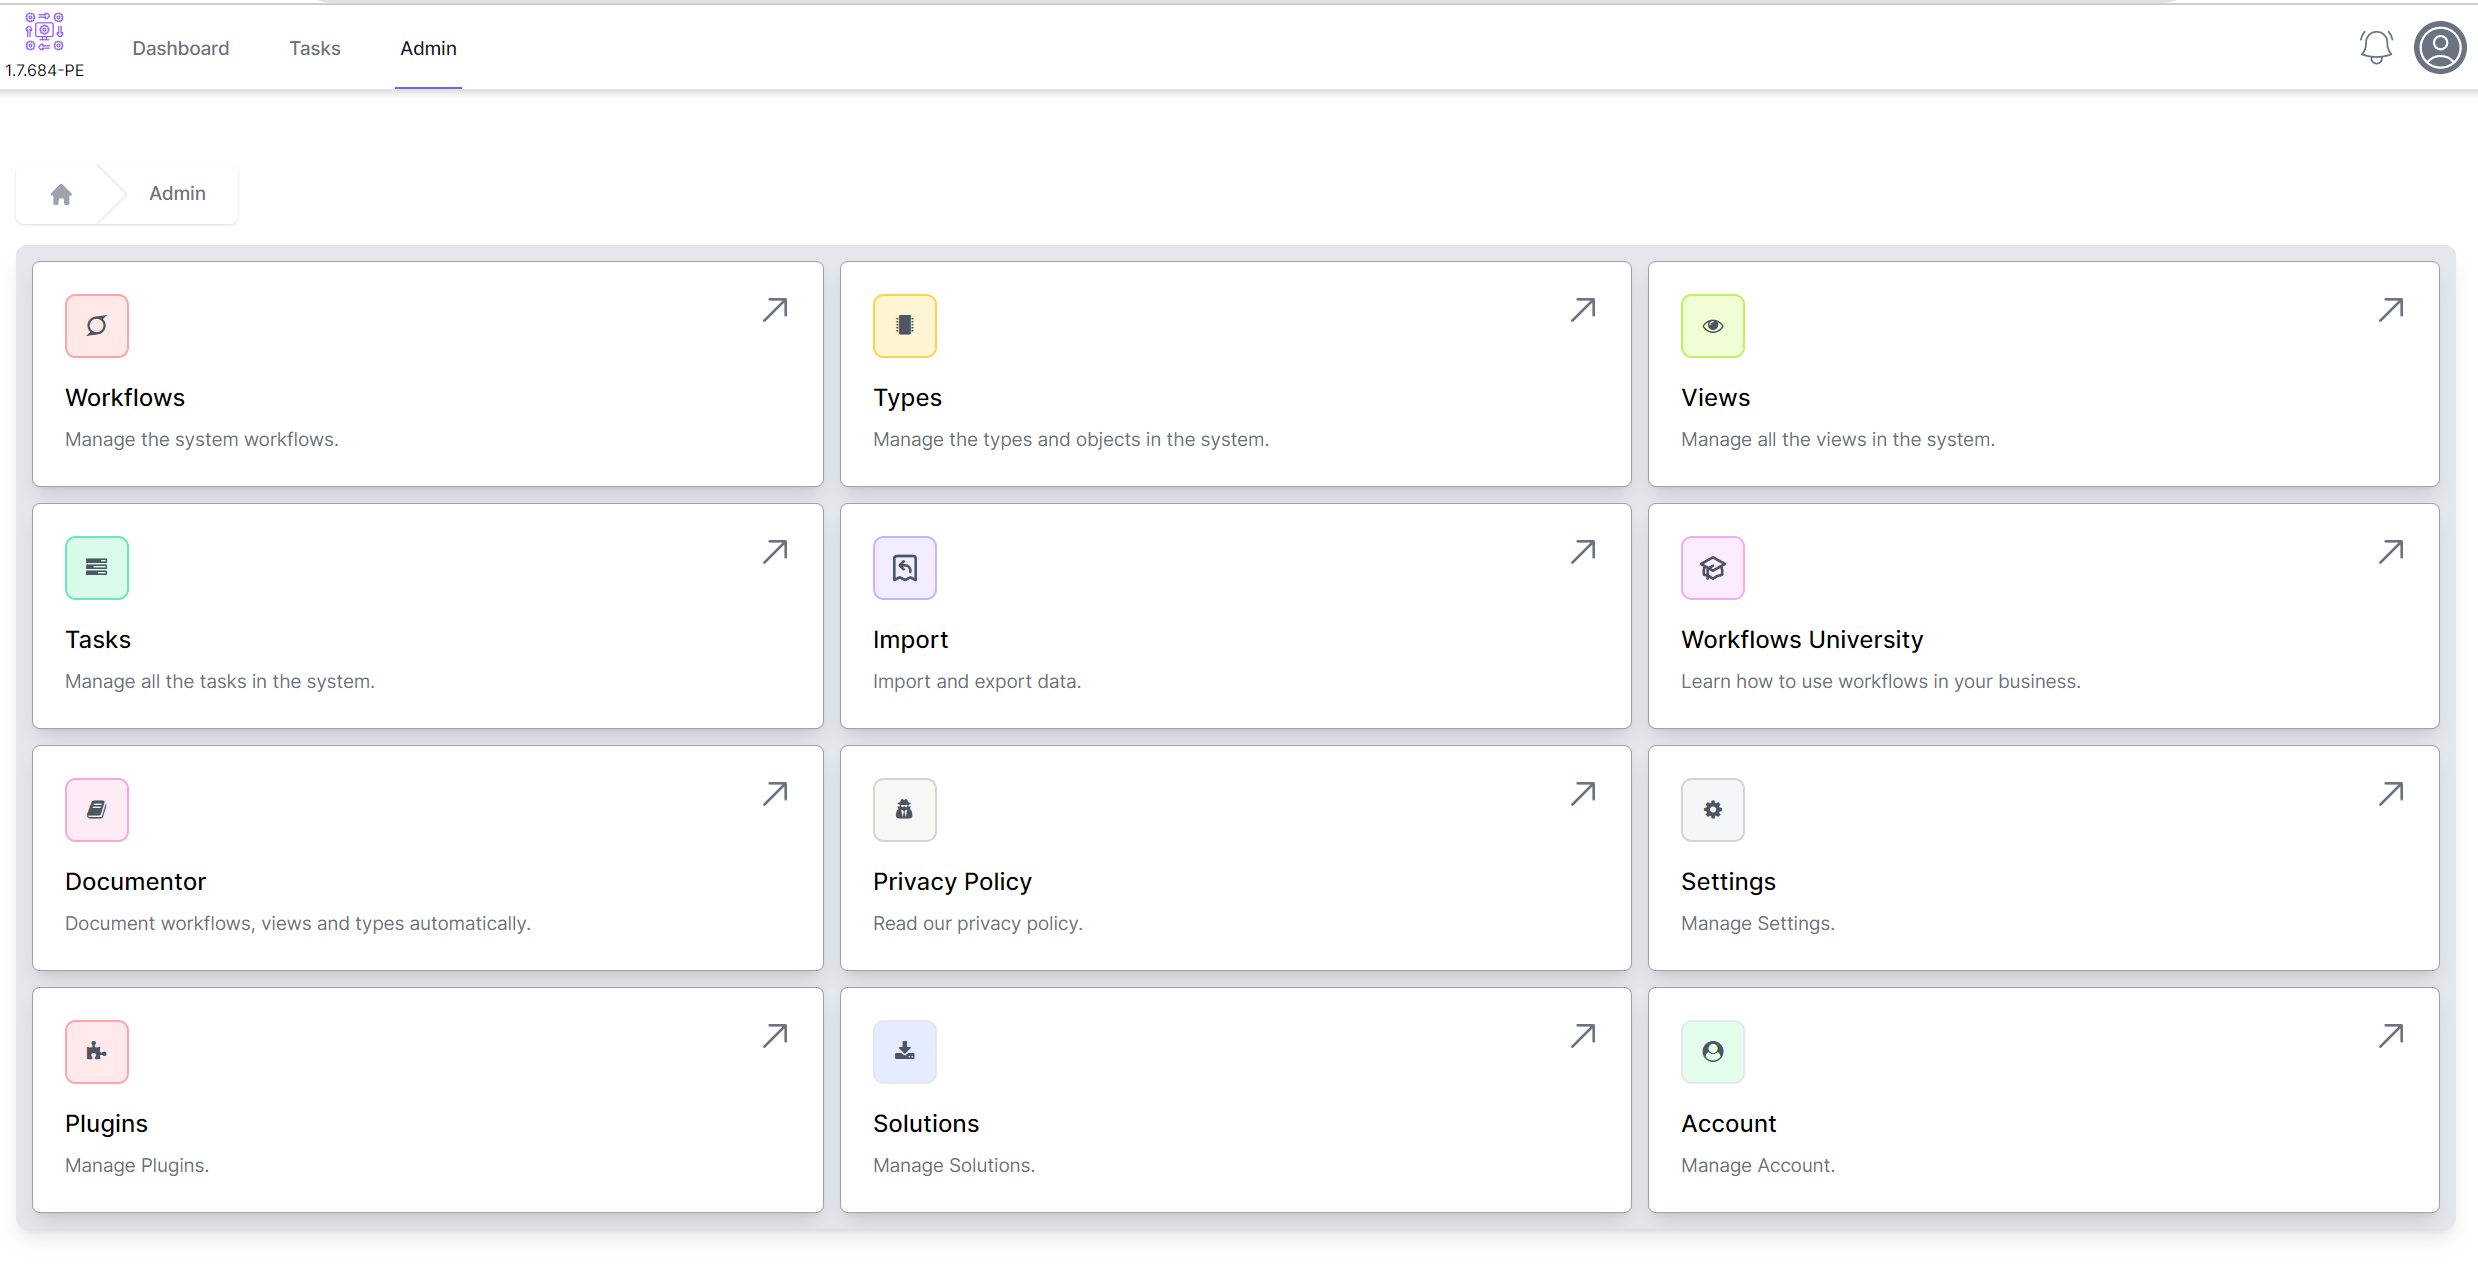 Dashboard
Tasks
Admin
1.7.684-PE
Admin
Workflows
Manage the system workflows.
Types
Manage the types and objects in the system.
Views
Manage all the views in the system.
Tasks
Manage all the tasks in the system.
Import
Import and export data.
Workflows University
Learn how to use workflows in your business.
Documentor
Document workflows, views and types automatically.
Privacy Policy
Read our privacy policy.
Settings
Manage Settings.
Plugins
Manage Plugins.
Solutions
Manage Solutions.
Account
Manage Account.